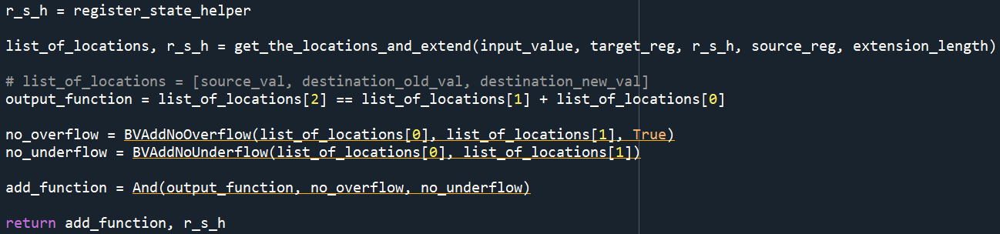 r_s_h = register_state_helper
list_of_locations, r_s_h = get_the_locations_and_extend(input_value, target_reg, r_s_h, source_reg, extension_length)
# list_of_locations = [source_val, destination_old_val, destination_new_val]
output_function = list_of_locations[2] == list_of_locations[1] + list_of_locations[0]
no_overflow = BVAddNoOverflow(list_of_locations[0], list_of_locations[1], True)
no_underflow = BVAddNoUnderflow(list_of_locations[0], list_of_locations[1])
add_function = And(output_function, no_overflow, no_underflow)
return add_function, r_s_h